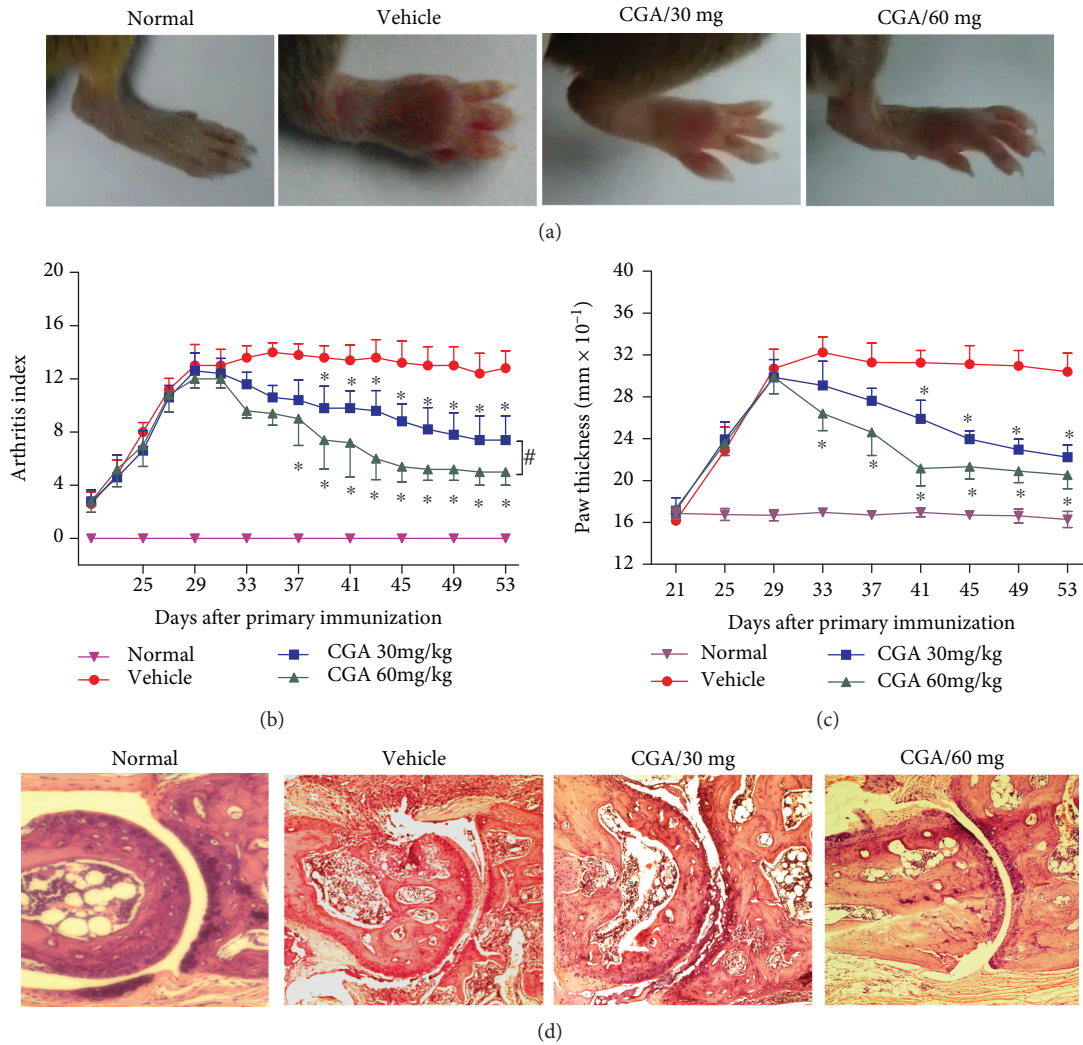 Normal
Vehicle
CGA/30 mg
CGA/60 mg
(a)
20
16
12
8
4
0
Arthritis index
* * * * * * *
* * * * * * * * *
#
25 29 33 37 41 45 49 53
Days after primary immunization
Normal
Vehicle
CGA 30mg/kg
CGA 60mg/kg
(b)
40
36
32
28
24
20
16
12
Paw thickness (mm × 10⁻¹)
* * * *
* * * * * *
21 25 29 33 37 41 45 49 53
Days after primary immunization
Normal
Vehicle
CGA 30mg/kg
CGA 60mg/kg
(c)
Normal
Vehicle
CGA/30 mg
CGA/60 mg
(d)